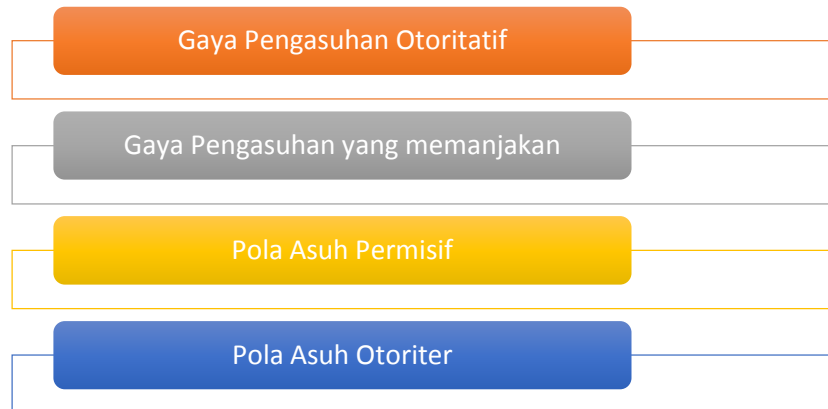 Gaya Pengasuhan Otoritatif
Gaya Pengasuhan yang memanjakan
Pola Asuh Permisif
Pola Asuh Otoriter